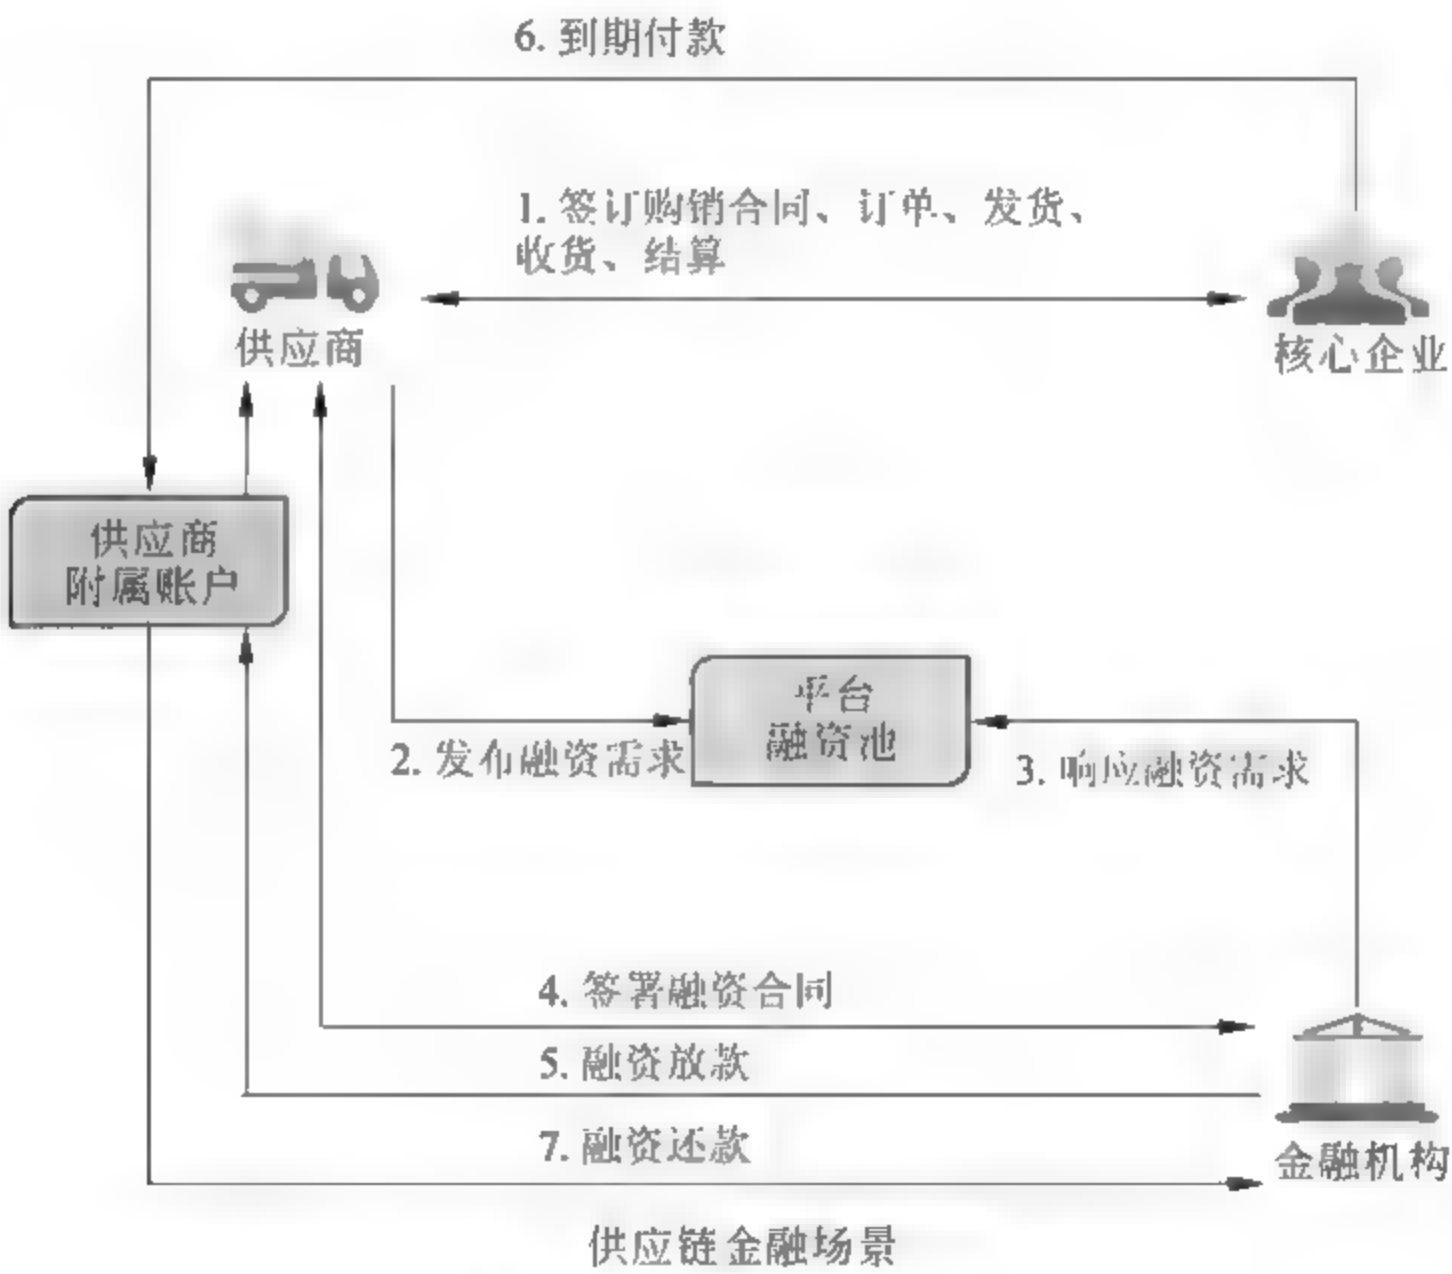 6. 到期付款
1. 签订购销合同、订单、发货、
收货、结算
供应商
核心企业
供应商
附属账户
平台
融资池
2. 发布融资需求
3. 响应融资需求
4. 签署融资合同
5. 融资放款
7. 融资还款
金融机构
供应链金融场景